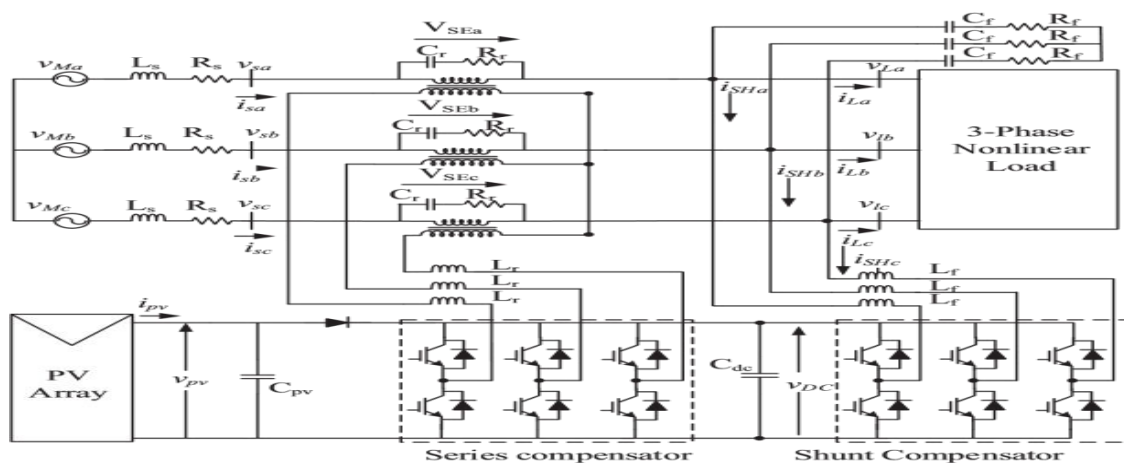 V_SEa
C_r R_r
C_f R_f
C_f R_f
C_f R_f
v_Ma L_s R_s v_sa
i_sa
i_SHa
v_La
i_La
V_SEb
C_r R_r
v_Mb L_s R_s v_sb
i_sb
v_lb
i_Lb
3-Phase
Nonlinear
Load
V_SEc
C_r R_r
i_SHb
v_Mc L_s R_s v_sc
i_sc
v_lc
i_Lc
i_SHc
L_r
L_r
L_r
L_f
L_f
L_f
i_pv
PV
Array
v_pv
C_pv
C_dc
v_DC
Series compensator
Shunt Compensator